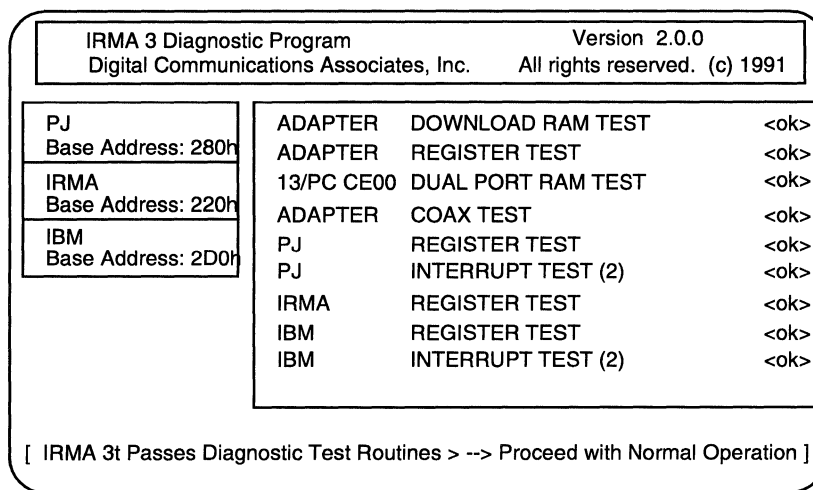 IRMA 3 Diagnostic Program Version 2.0.0
Digital Communications Associates, Inc. All rights reserved. (c) 1991
PJ
Base Address: 280h
IRMA
Base Address: 220h
IBM
Base Address: 2D0h
ADAPTER DOWNLOAD RAM TEST <ok>
ADAPTER REGISTER TEST <ok>
13/PC CE00 DUAL PORT RAM TEST <ok>
ADAPTER COAX TEST <ok>
PJ REGISTER TEST <ok>
PJ INTERRUPT TEST (2) <ok>
IRMA REGISTER TEST <ok>
IBM REGISTER TEST <ok>
IBM INTERRUPT TEST (2) <ok>
[ IRMA 3t Passes Diagnostic Test Routines > --> Proceed with Normal Operation ]